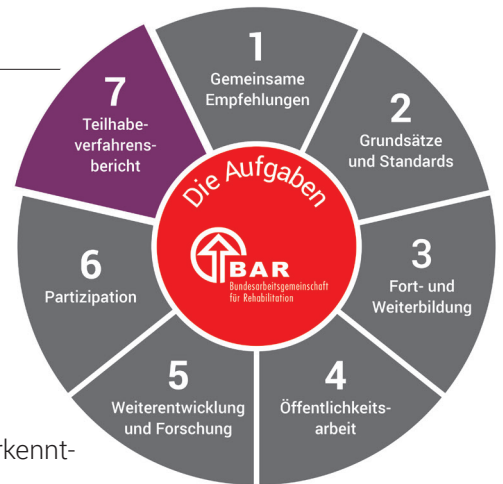 1
Gemeinsame
Empfehlungen
2
Grundsätze
und Standards
3
Fort- und
Weiterbildung
4
Öffentlichkeits-
arbeit
5
Weiterentwicklung
und Forschung
6
Partizipation
7
Teilhabe-
verfahrens-
bericht
Die Aufgaben
BAR
Bundesarbeitsgemeinschaft
für Rehabilitation
rkennt-